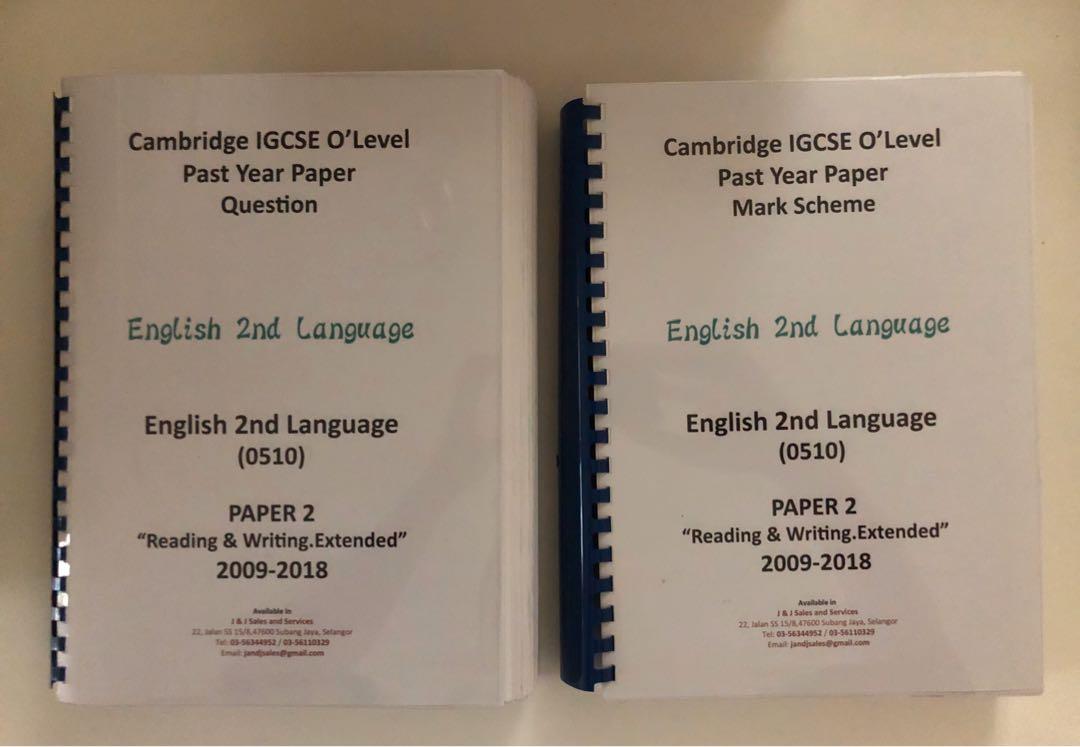 Cambridge IGCSE O’Level
Past Year Paper
Question
English 2nd Language
English 2nd Language
(0510)
PAPER 2
“Reading & Writing.Extended”
2009-2018
Available in
J & J Sales and Services
22, Jalan SS 15/8,47600 Subang Jaya, Selangor
Tel: 03-56344952 / 03-56110329
Email: jandjsales@gmail.com
Cambridge IGCSE O’Level
Past Year Paper
Mark Scheme
English 2nd Language
English 2nd Language
(0510)
PAPER 2
“Reading & Writing.Extended”
2009-2018
Available in
J & J Sales and Services
22, Jalan SS 15/8,47600 Subang Jaya, Selangor
Tel: 03-56344952 / 03-56110329
Email: jandjsales@gmail.com